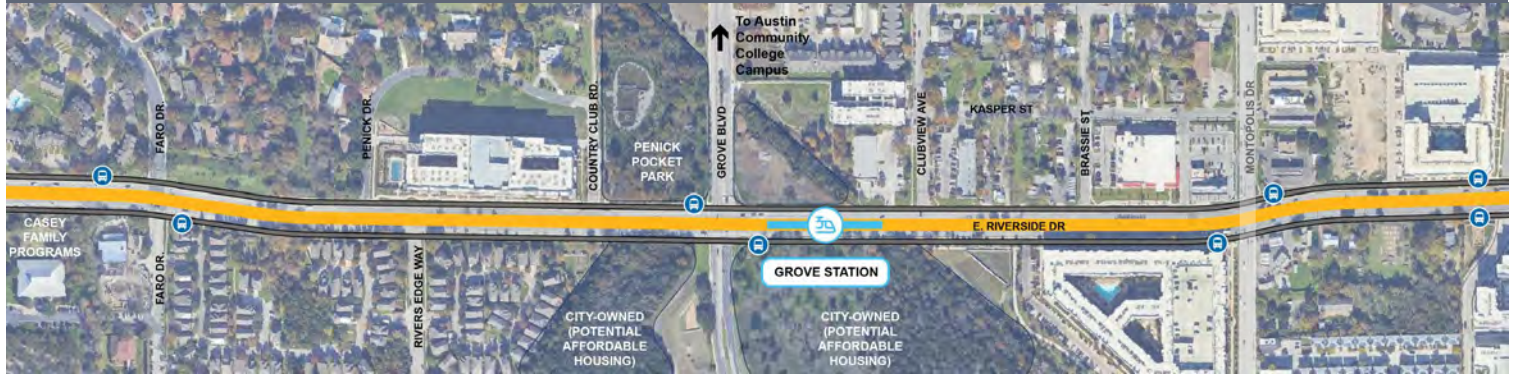 To Austin
Community
College
Campus
FARO DR.
PENICK DR.
COUNTRY CLUB RD.
PENICK
POCKET
PARK
GROVE BLVD
CLUBVIEW AVE
KASPER ST
BRASSIE ST
MONTOPOLIS DR
CASEY
FAMILY
PROGRAMS
FARO DR.
RIVERS EDGE WAY
E. RIVERSIDE DR
GROVE STATION
CITY-OWNED
(POTENTIAL
AFFORDABLE
HOUSING)
CITY-OWNED
(POTENTIAL
AFFORDABLE
HOUSING)